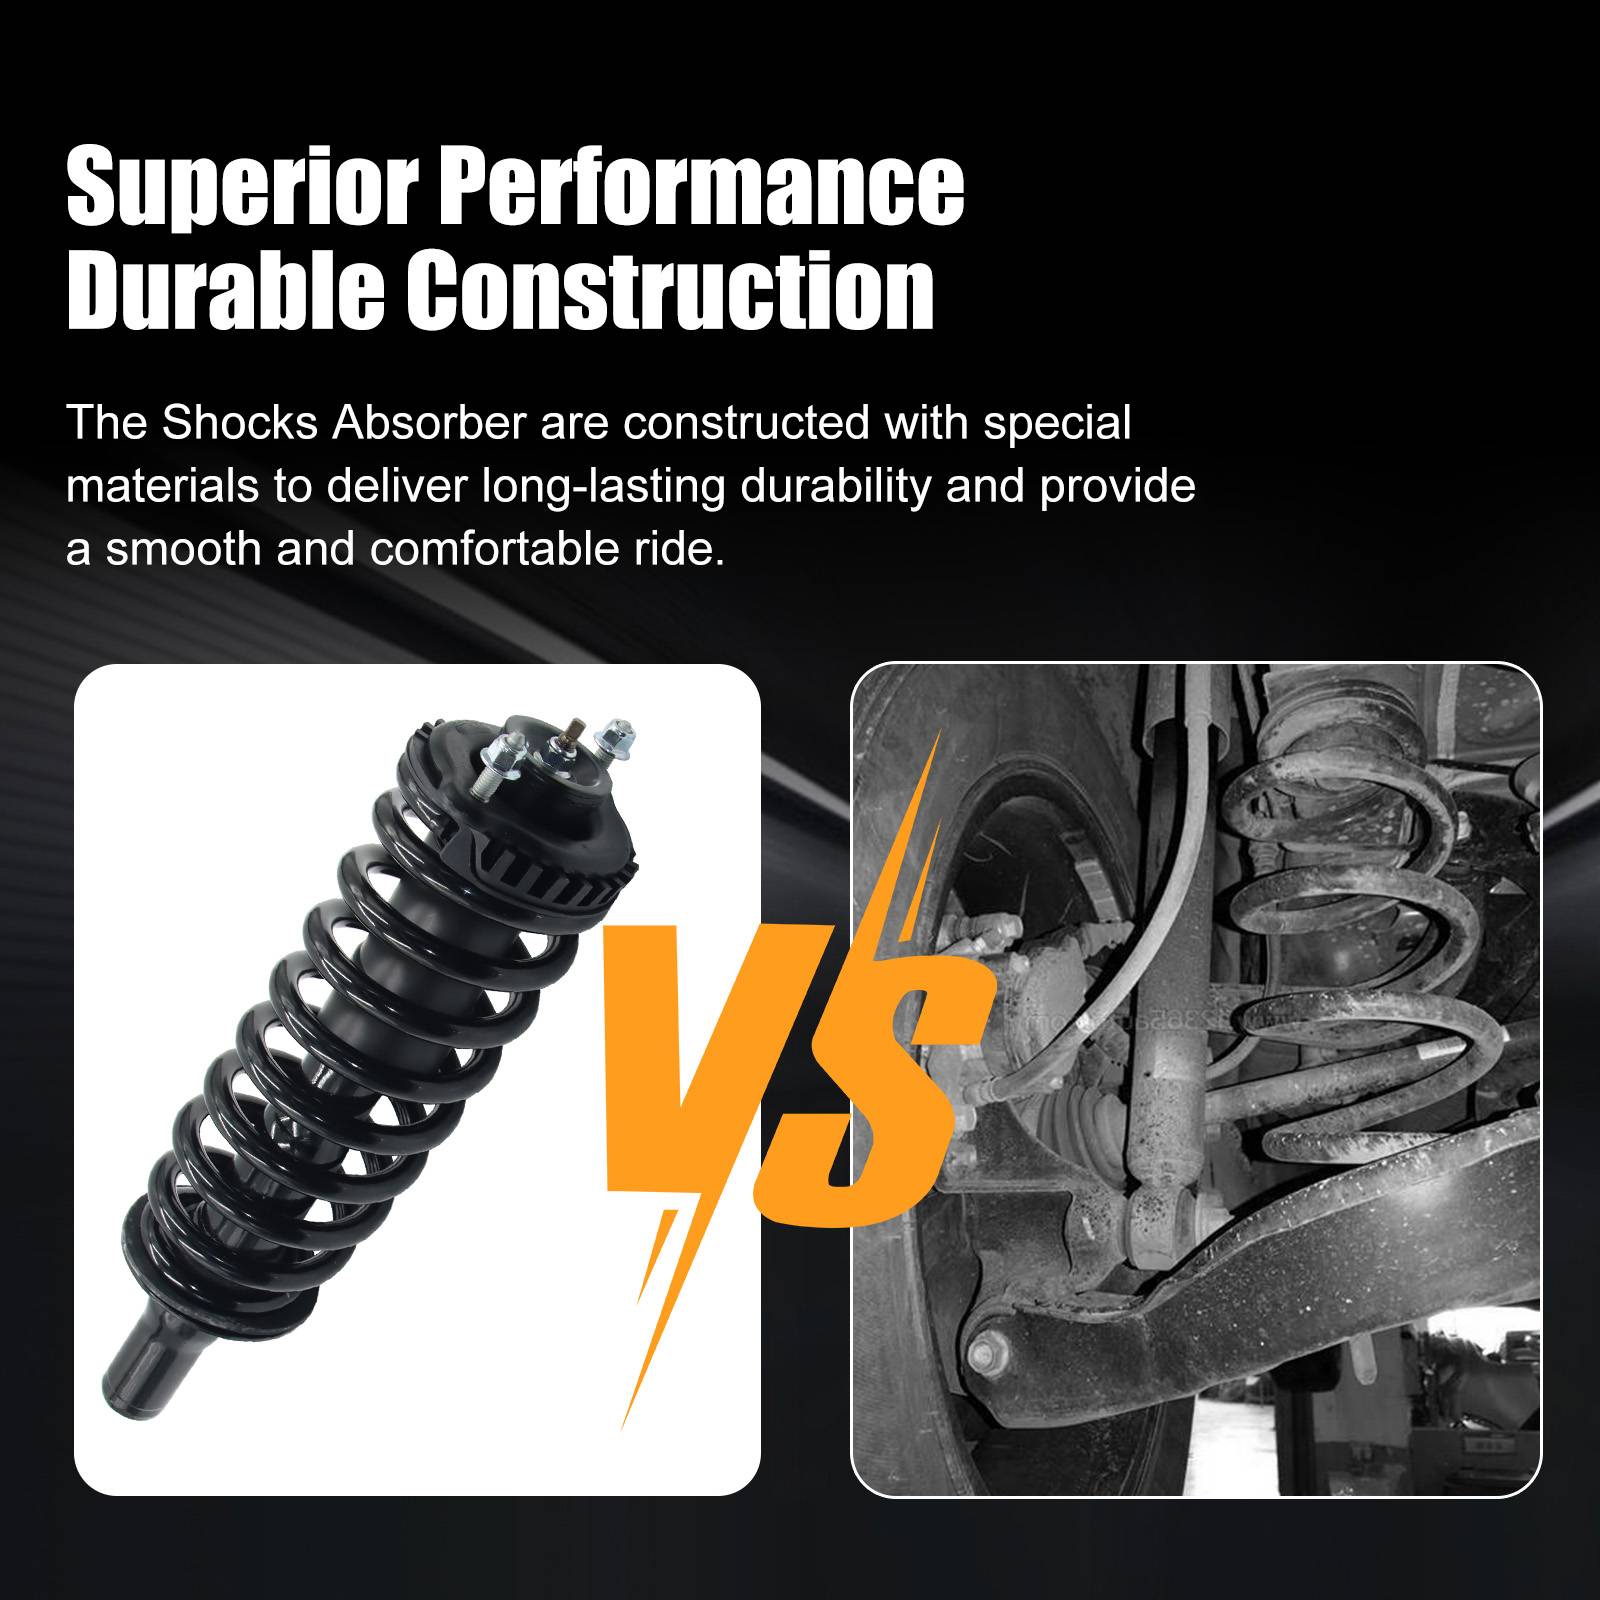 Superior Performance
Durable Construction
The Shocks Absorber are constructed with special
materials to deliver long-lasting durability and provide
a smooth and comfortable ride.
VS